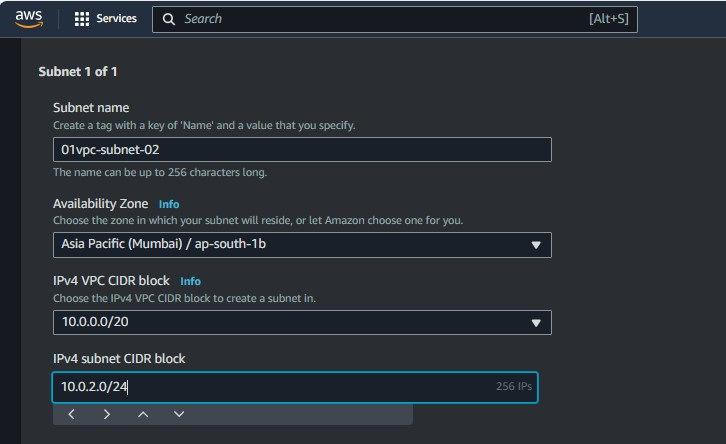 aws Services Search [Alt+S]
Subnet 1 of 1
Subnet name
Create a tag with a key of 'Name' and a value that you specify.
01vpc-subnet-02
The name can be up to 256 characters long.
Availability Zone Info
Choose the zone in which your subnet will reside, or let Amazon choose one for you.
Asia Pacific (Mumbai) / ap-south-1b
IPv4 VPC CIDR block Info
Choose the IPv4 VPC CIDR block to create a subnet in.
10.0.0.0/20
IPv4 subnet CIDR block
10.0.2.0/24 256 IPs